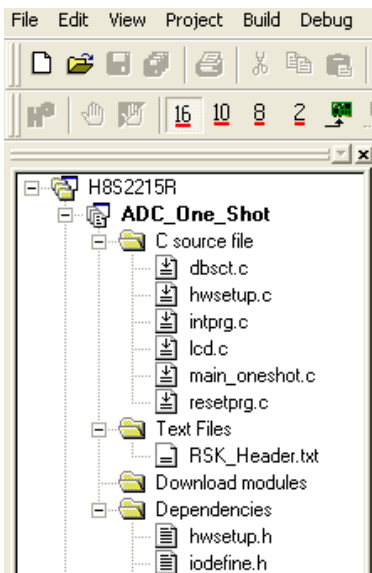 File Edit View Project Build Debug
16 10 8 2
H8S2215R
ADC_One_Shot
C source file
dbsct.c
hwsetup.c
intprg.c
lcd.c
main_oneshot.c
resetprg.c
Text Files
RSK_Header.txt
Download modules
Dependencies
hwsetup.h
iodefine.h